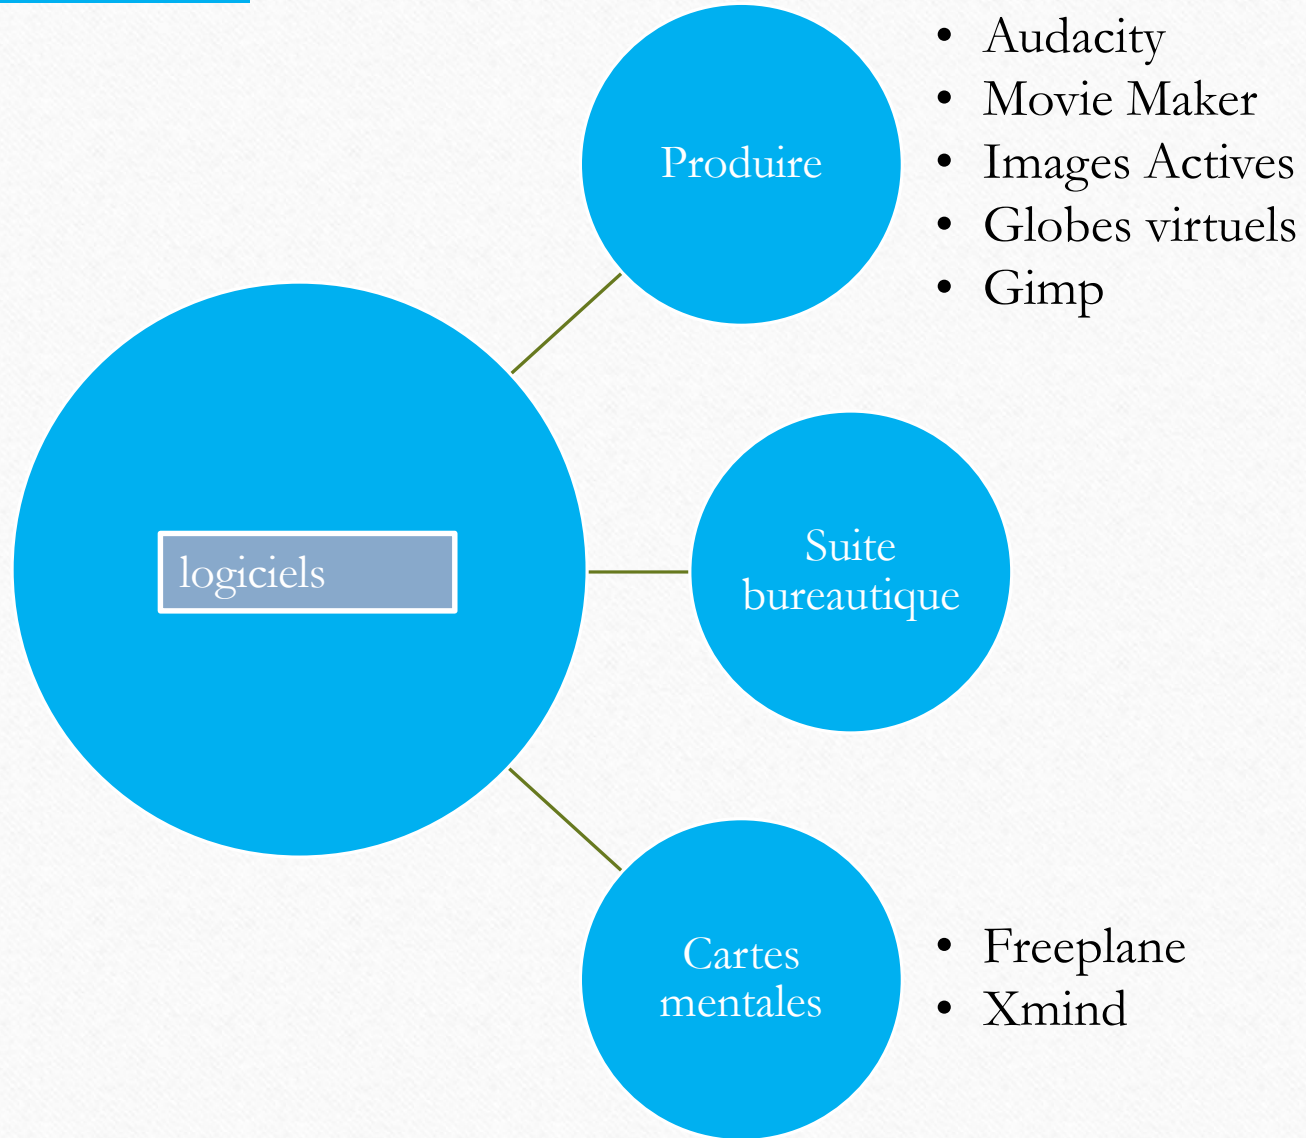 logiciels
Produire
• Audacity
• Movie Maker
• Images Actives
• Globes virtuels
• Gimp
Suite
bureautique
Cartes
mentales
• Freeplane
• Xmind